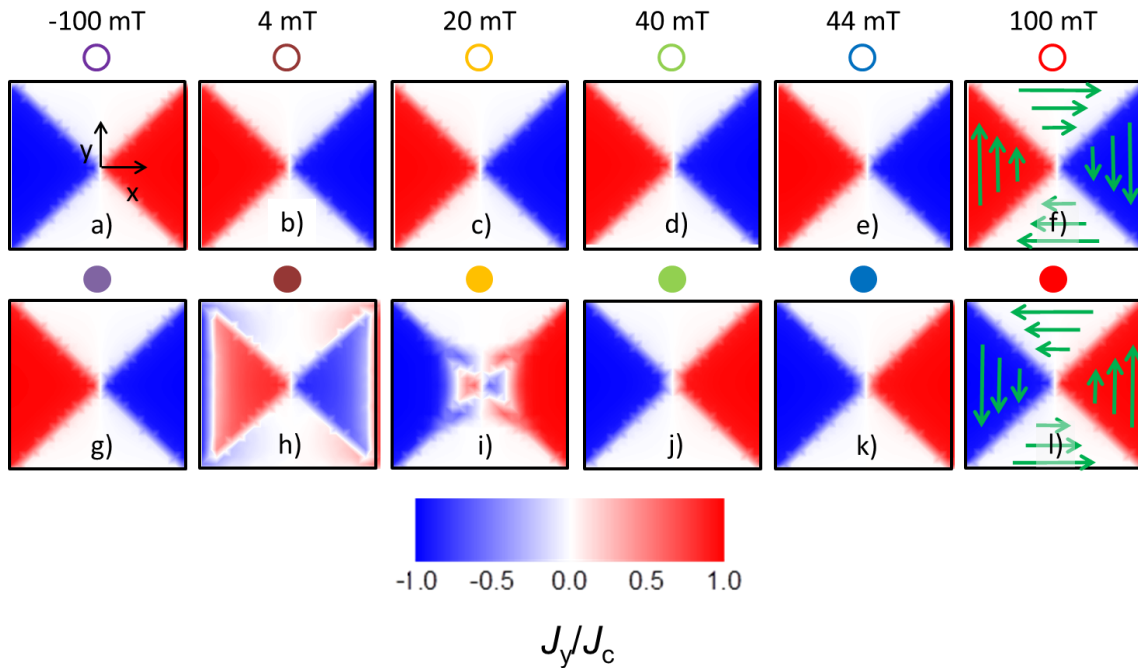 -100 mT 4 mT 20 mT 40 mT 44 mT 100 mT
y
x
a) b) c) d) e) f)
g) h) i) j) k) l)
-1.0 -0.5 0.0 0.5 1.0
Jy/Jc